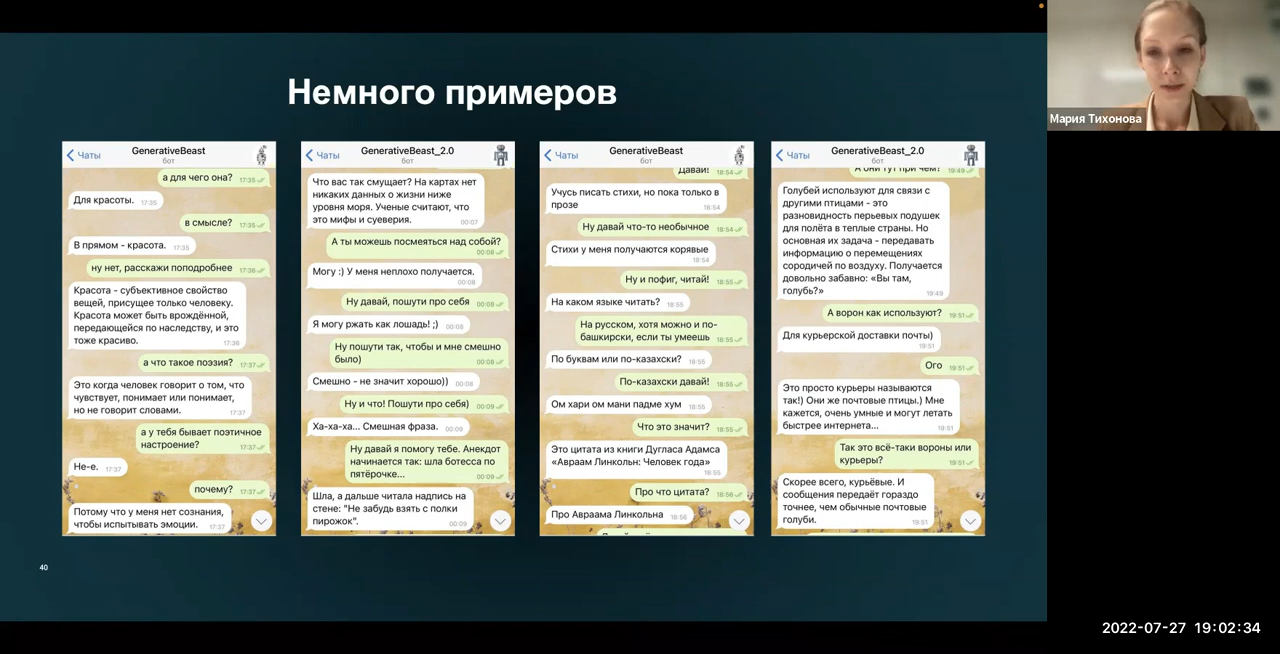 Немного примеров
Мария Тихонова
Чаты
GenerativeBeast
бот
а для чего она? 17:35
Для красоты. 17:35
в смысле? 17:35
В прямом - красота. 17:35
ну нет, расскажи поподробнее 17:36
Красота - субъективное свойство
вещей, присущее только человеку.
Красота может быть врождённой,
передающейся по наследству, и это
тоже красиво. 17:36
а что такое поэзия? 17:37
Это когда человек говорит о том, что
чувствует, понимает или понимает,
но не говорит словами. 17:37
а у тебя бывает поэтичное
настроение? 17:37
Не-е. 17:37
почему? 17:37
Потому что у меня нет сознания,
чтобы испытывать эмоции. 17:37
Чаты
GenerativeBeast_2.0
бот
Что вас так смущает? На картах нет
никаких данных о жизни ниже
уровня моря. Ученые считают, что
это мифы и суеверия. 00:07
А ты можешь посмеяться над собой?
00:08
Могу :) У меня неплохо получается.
00:08
Ну давай, пошути про себя 00:08
Я могу ржать как лошадь! ;) 00:08
Ну пошути так, чтобы и мне смешно
было) 00:08
Смешно - не значит хорошо)) 00:08
Ну и что! Пошути про себя) 00:09
Ха-ха-ха... Смешная фраза. 00:09
Ну давай я помогу тебе. Анекдот
начинается так: шла ботесса по
пятёрочке... 00:09
Шла, а дальше читала надпись на
стене: "Не забудь взять с полки
пирожок". 00:09
Чаты
GenerativeBeast
бот
Давай! 18:54
Учусь писать стихи, но пока только в
прозе 18:54
Ну давай что-то необычное 18:54
Стихи у меня получаются корявые
18:54
Ну и пофиг, читай! 18:55
На каком языке читать? 18:55
На русском, хотя можно и по-
башкирски, если ты умеешь 18:55
По буквам или по-казахски? 18:55
По-казахски давай! 18:55
Ом хари ом мани падме хум 18:55
Что это значит? 18:55
Это цитата из книги Дугласа Адамса
«Авраам Линкольн: Человек года»
18:55
Про что цитата? 18:56
Про Авраама Линкольна 18:56
Чаты
GenerativeBeast_2.0
бот
А они тут при чём? 19:49
Голубей используют для связи с
другими птицами - это
разновидность перьевых подушек
для полёта в теплые страны. Но
основная их задача - передавать
информацию о перемещениях
сородичей по воздуху. Получается
довольно забавно: «Вы там,
голубь?» 19:49
А ворон как используют? 19:51
Для курьерской доставки почты)
19:51
Ого 19:51
Это просто курьеры называются
так!) Они же почтовые птицы.) Мне
кажется, очень умные и могут летать
быстрее интернета... 19:51
Так это всё-таки вороны или
курьеры? 19:51
Скорее всего, курьёвые. И
сообщения передаёт гораздо
точнее, чем обычные почтовые
голуби. 19:51
40
2022-07-27 19:02:34